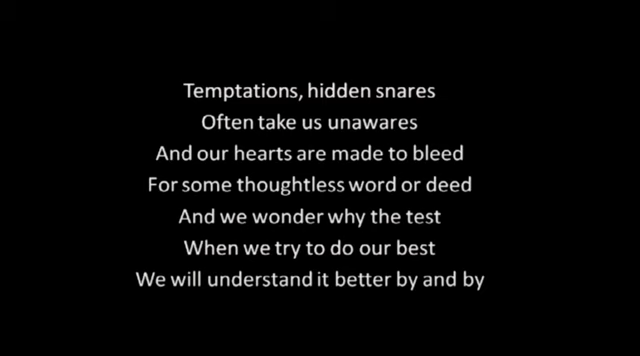 Temptations, hidden snares
Often take us unawares
And our hearts are made to bleed
For some thoughtless word or deed
And we wonder why the test
When we try to do our best
We will understand it better by and by